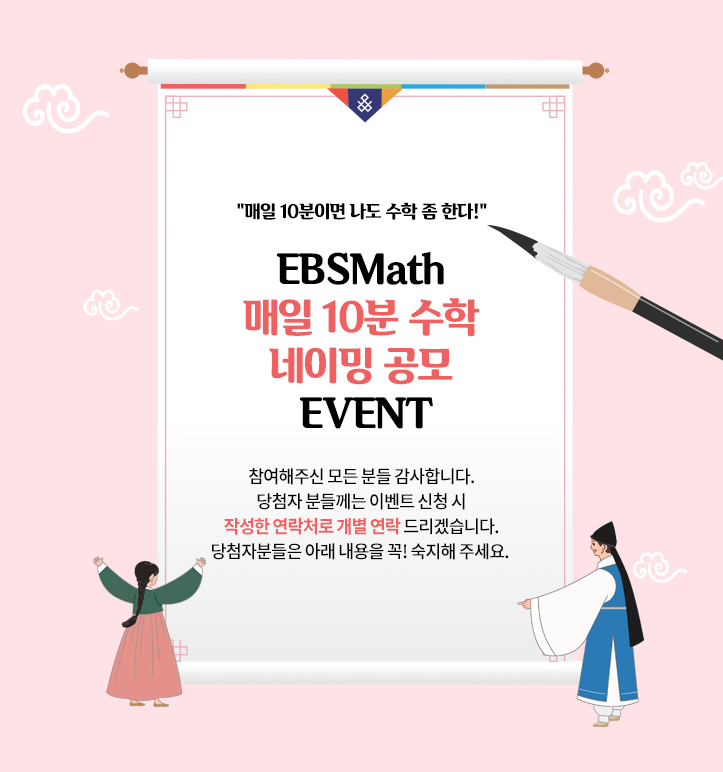 "매일 10분이면 나도 수학 좀 한다!"
EBSMath
매일 10분 수학
네이밍 공모
EVENT
참여해주신 모든 분들 감사합니다.
당첨자 분들께는 이벤트 신청 시
작성한 연락처로 개별 연락 드리겠습니다.
당첨자분들은 아래 내용을 꼭! 숙지해 주세요.